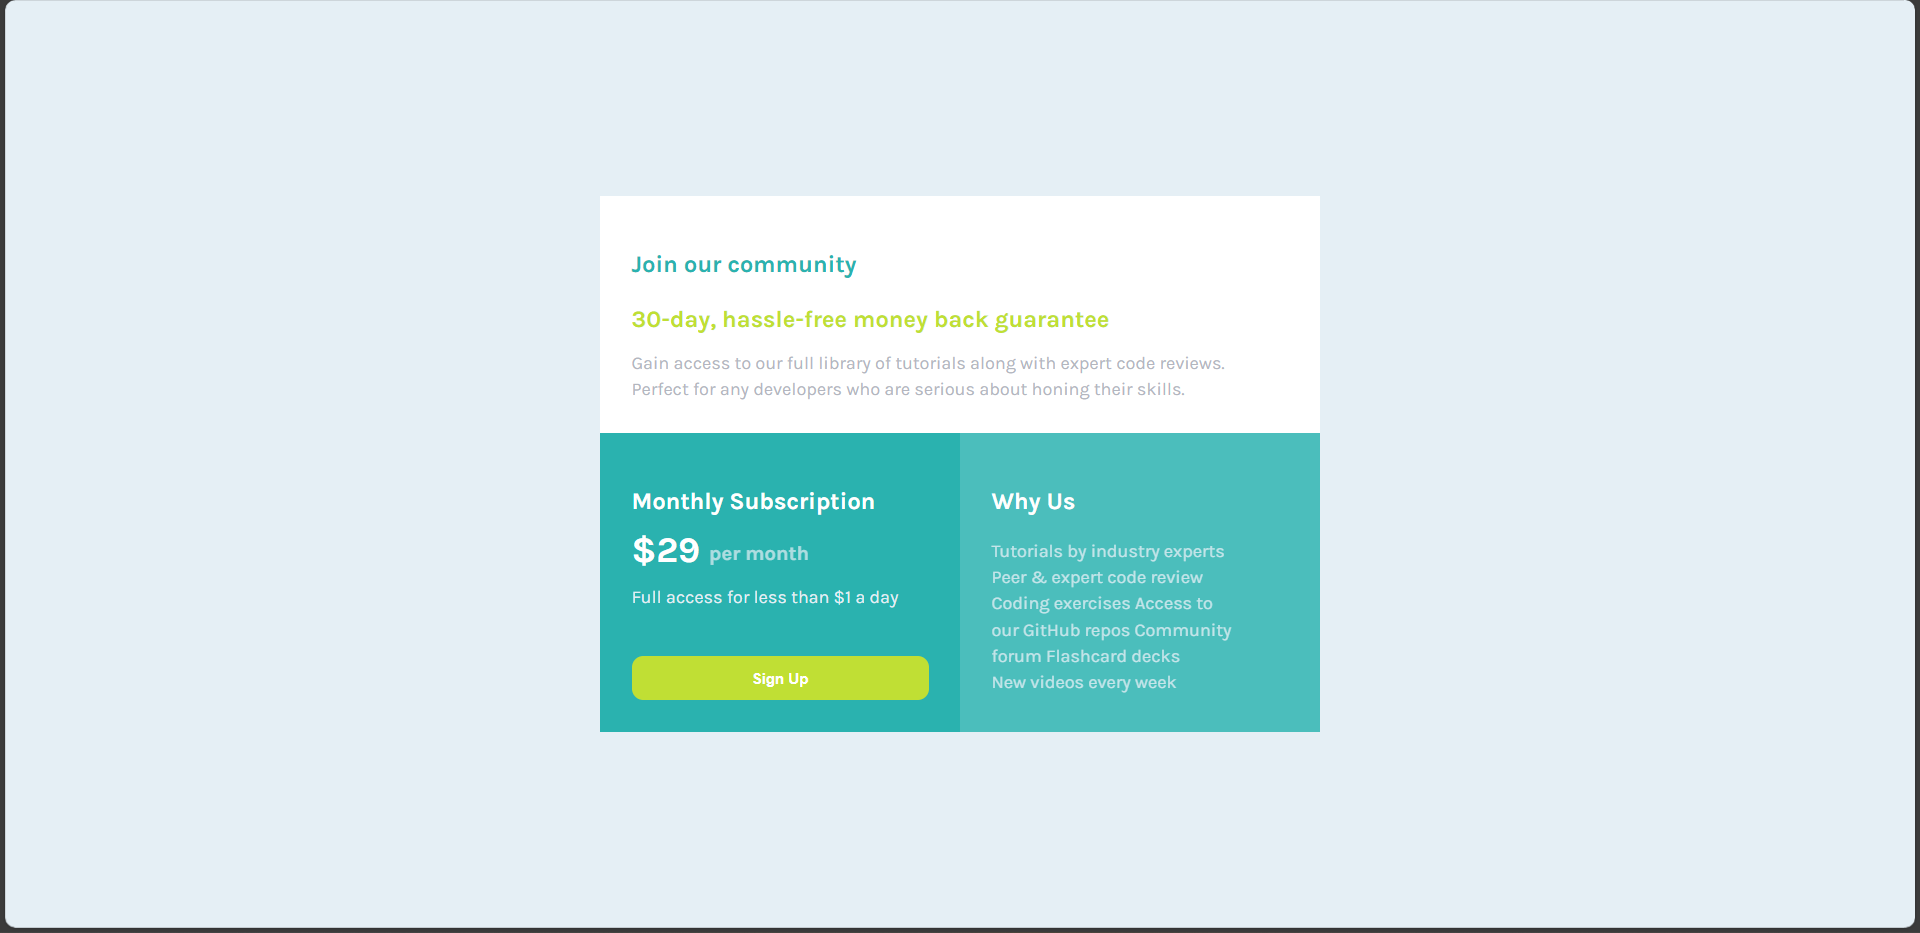 Join our community
30-day, hassle-free money back guarantee
Gain access to our full library of tutorials along with expert code reviews.
Perfect for any developers who are serious about honing their skills.
Monthly Subscription
$29 per month
Full access for less than $1 a day
Sign Up
Why Us
Tutorials by industry experts
Peer & expert code review
Coding exercises Access to
our GitHub repos Community
forum Flashcard decks
New videos every week